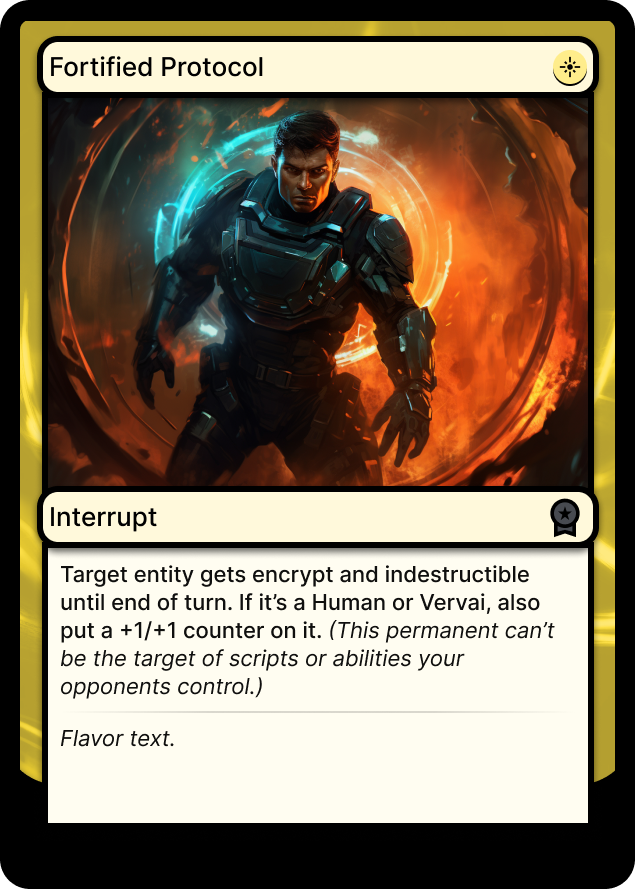 Fortified Protocol
Interrupt
Target entity gets encrypt and indestructible
until end of turn. If it’s a Human or Vervai, also
put a +1/+1 counter on it. (This permanent can’t
be the target of scripts or abilities your
opponents control.)
Flavor text.